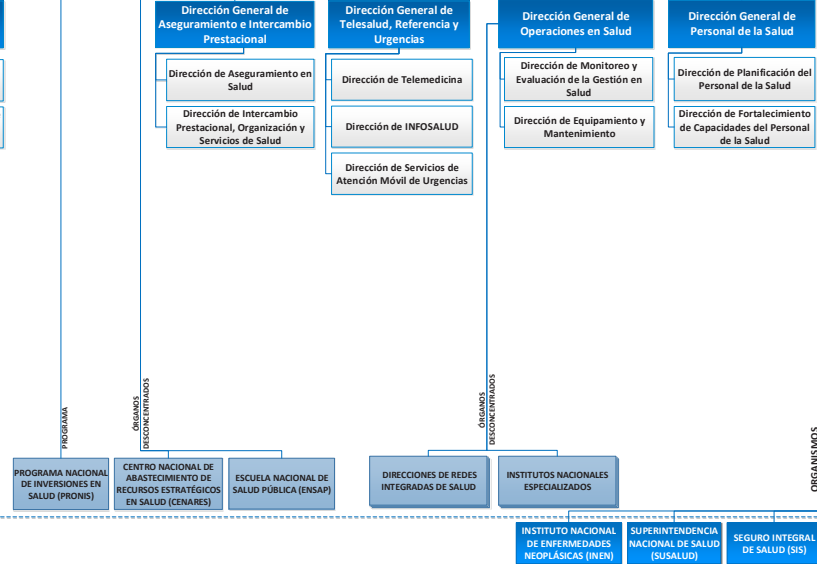 Dirección General de
Aseguramiento e Intercambio
Prestacional
Dirección General de
Telesalud, Referencia y
Urgencias
Dirección General de
Operaciones en Salud
Dirección General de
Personal de la Salud
Dirección de Aseguramiento en
Salud
Dirección de Intercambio
Prestacional, Organización y
Servicios de Salud
Dirección de Telemedicina
Dirección de INFOSALUD
Dirección de Servicios de
Atención Móvil de Urgencias
Dirección de Monitoreo y
Evaluación de la Gestión en
Salud
Dirección de Equipamiento y
Mantenimiento
Dirección de Planificación del
Personal de la Salud
Dirección de Fortalecimiento
de Capacidades del Personal
de la Salud
PROGRAMA
ÓRGANOS
DESCONCENTRADOS
ÓRGANOS
DESCONCENTRADOS
ORGANISMOS
PROGRAMA NACIONAL
DE INVERSIONES EN
SALUD (PRONIS)
CENTRO NACIONAL DE
ABASTECIMIENTO DE
RECURSOS ESTRATÉGICOS
EN SALUD (CENARES)
ESCUELA NACIONAL DE
SALUD PÚBLICA (ENSAP)
DIRECCIONES DE REDES
INTEGRADAS DE SALUD
INSTITUTOS NACIONALES
ESPECIALIZADOS
INSTITUTO NACIONAL
DE ENFERMEDADES
NEOPLÁSICAS (INEN)
SUPERINTENDENCIA
NACIONAL DE SALUD
(SUSALUD)
SEGURO INTEGRAL
DE SALUD (SIS)